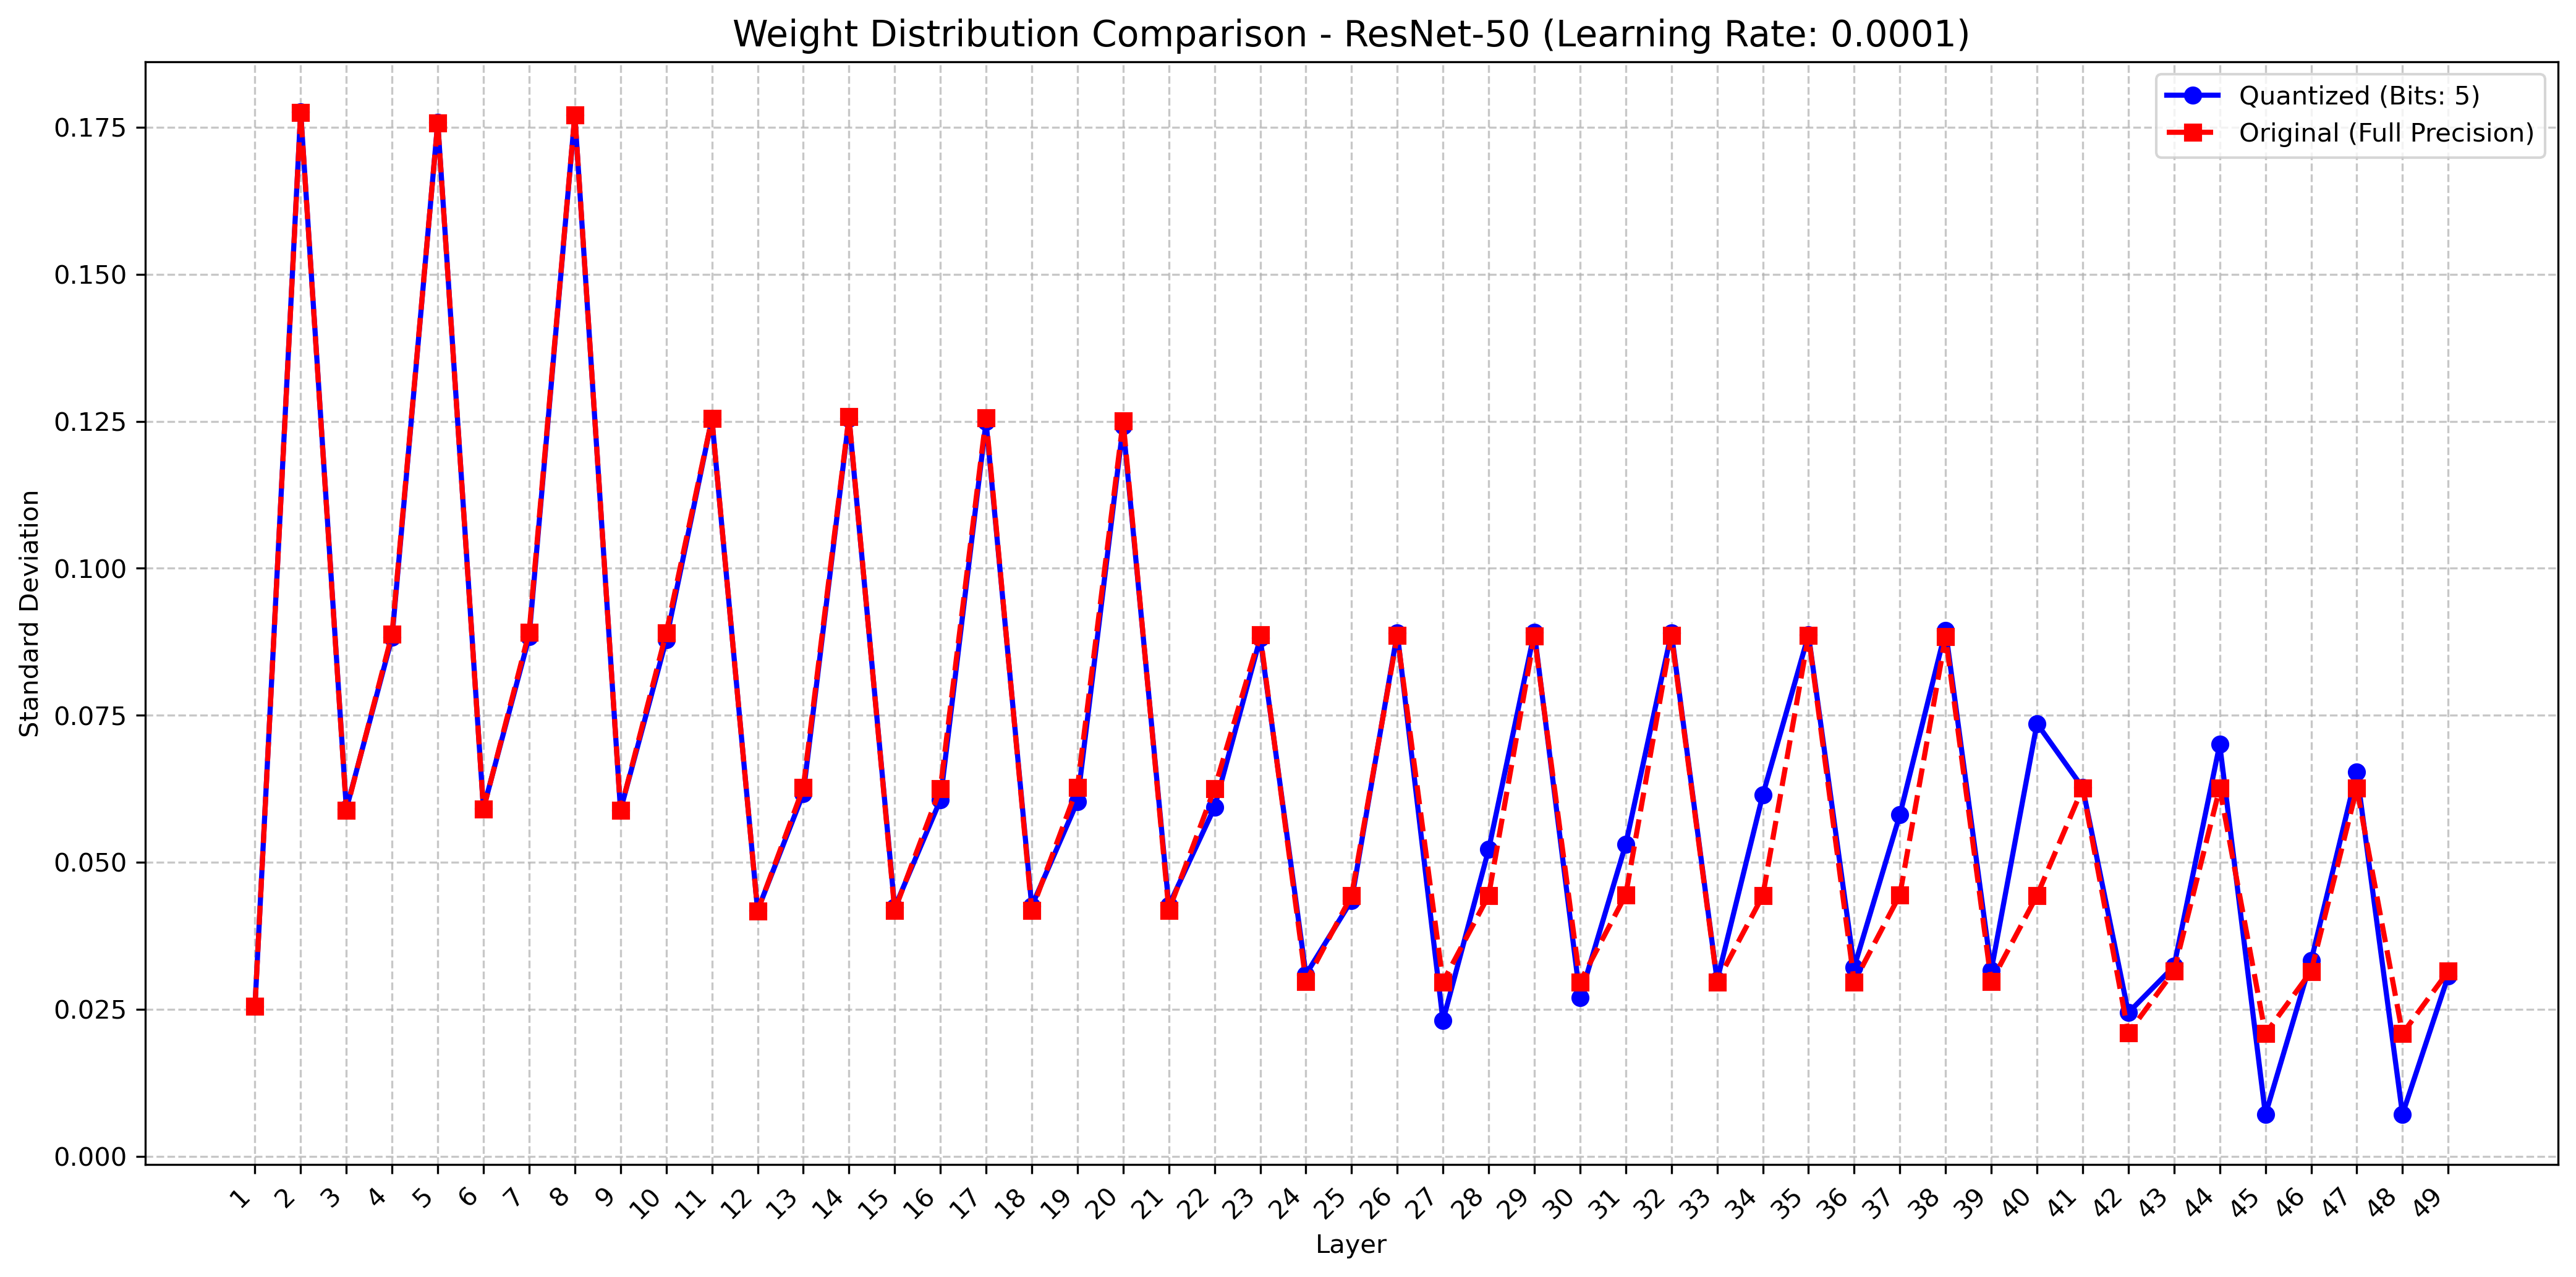 Weight Distribution Comparison - ResNet-50 (Learning Rate: 0.0001)
Quantized (Bits: 5)
Original (Full Precision)
Standard Deviation
0.175
0.150
0.125
0.100
0.075
0.050
0.025
0.000
1 2 3 4 5 6 7 8 9 10 11 12 13 14 15 16 17 18 19 20 21 22 23 24 25 26 27 28 29 30 31 32 33 34 35 36 37 38 39 40 41 42 43 44 45 46 47 48 49
Layer